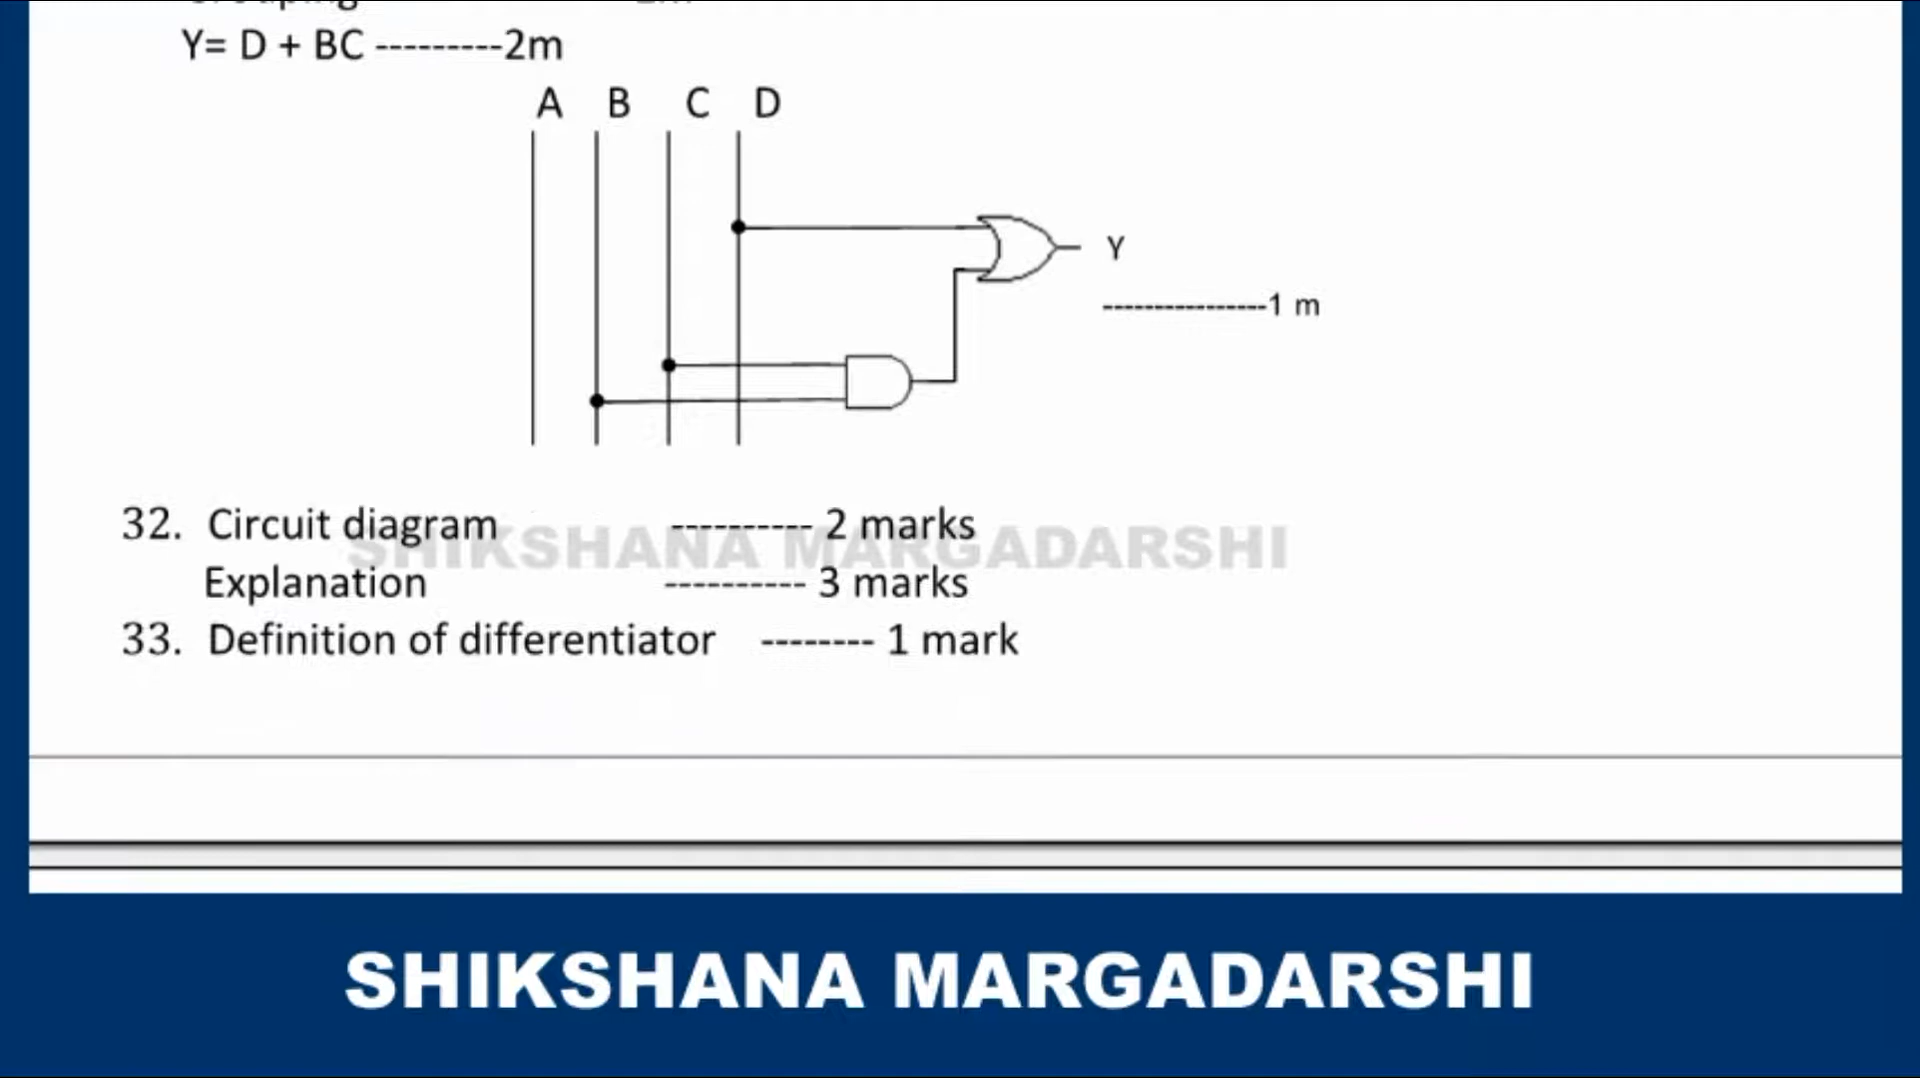 Y= D + BC ---------2m
A B C D
Y
----------------1 m
32. Circuit diagram ---------- 2 marks
SHIKSHANA MARGADARSHI
Explanation ---------- 3 marks
33. Definition of differentiator -------- 1 mark
SHIKSHANA MARGADARSHI